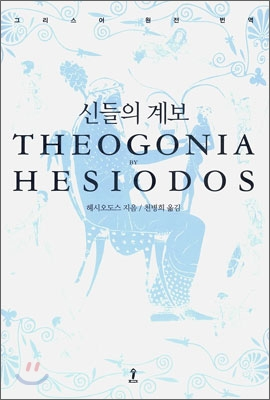 그리스어 원전 번역
신들의 계보
THEOGONIA
BY
HESIODOS
헤시오도스 지음 / 천병희 옮김
숲